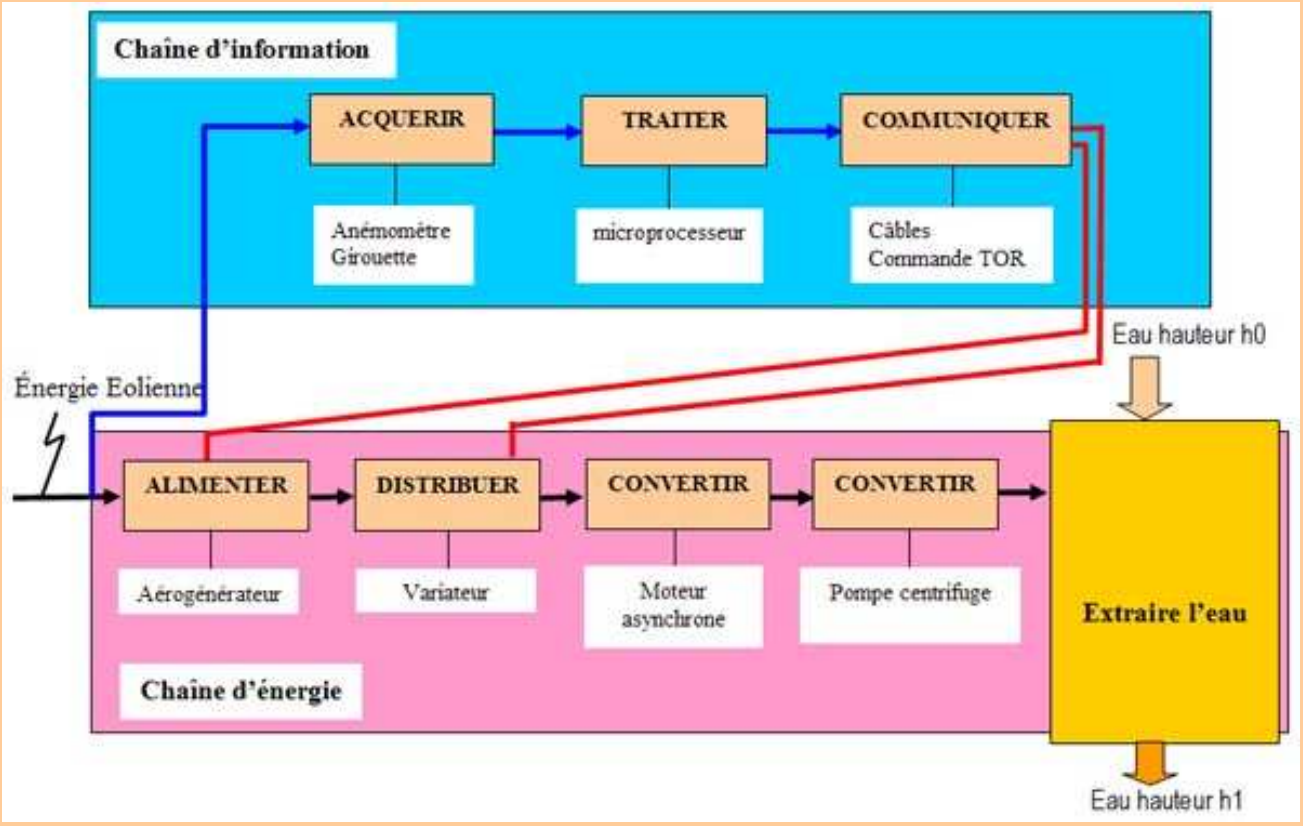 Chaîne d'information
ACQUERIR
TRAITER
COMMUNIQUER
Anémomètre
Girouette
microprocesseur
Câbles
Commande TOR
Eau hauteur h0
Énergie Eolienne
ALIMENTER
DISTRIBUER
CONVERTIR
CONVERTIR
Aérogénérateur
Variateur
Moteur
asynchrone
Pompe centrifuge
Extraire l'eau
Chaîne d'énergie
Eau hauteur h1